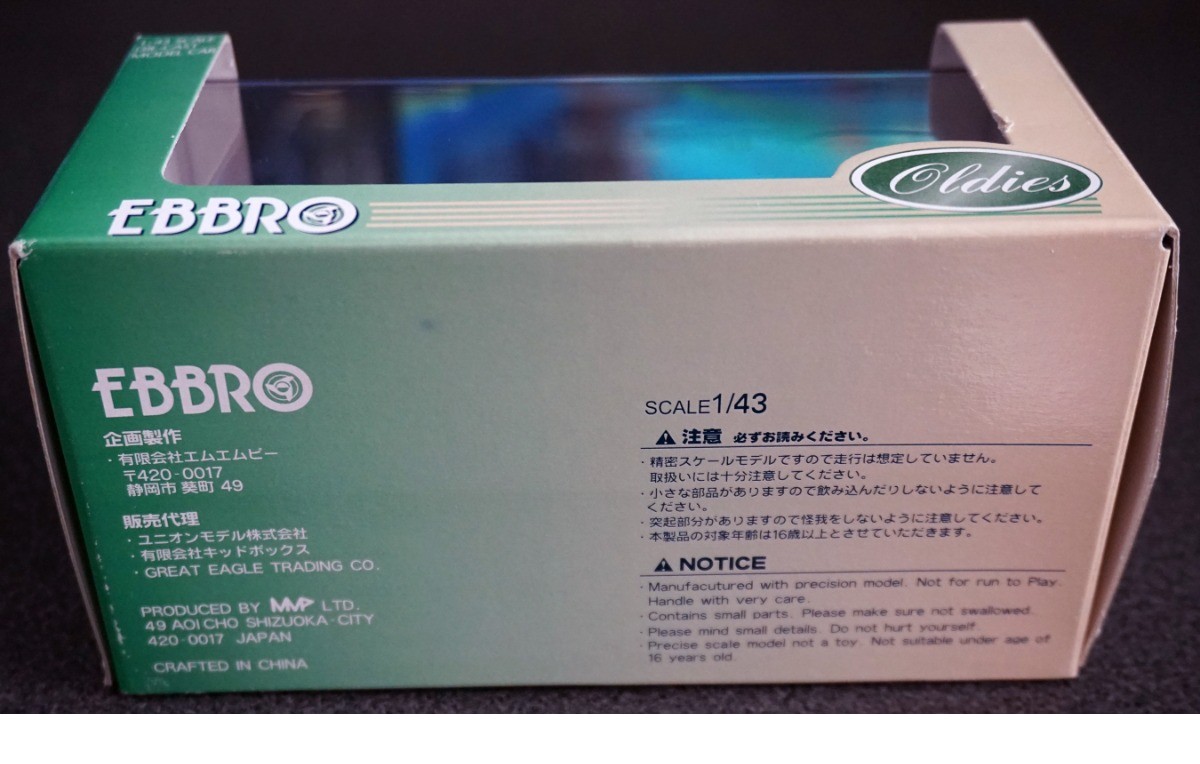 1:43 SCALE
DIE CAST
MODEL CAR
EBBRO
Oldies
EBBRO
企画製作
・有限会社エムエムピー
〒420-0017
静岡市 葵町 49
販売代理
・ユニオンモデル株式会社
・有限会社キッドボックス
・GREAT EAGLE TRADING CO.
PRODUCED BY MMP LTD.
49 AOI CHO SHIZUOKA-CITY
420-0017 JAPAN
CRAFTED IN CHINA
SCALE1/43
注意 必ずお読みください。
・精密スケールモデルですので走行は想定していません。
取扱いには十分注意してください。
・小さな部品がありますので飲み込んだりしないように注意して
ください。
・突起部分がありますので怪我をしないように注意してください。
・本製品の対象年齢は16歳以上とさせていただきます。
NOTICE
・Manufacutured with precision model. Not for run to Play.
Handle with very care.
・Contains small parts. Please make sure not swallowed.
・Please mind small details. Do not hurt yourself.
・Precise scale model not a toy. Not suitable under age of
16 years old.